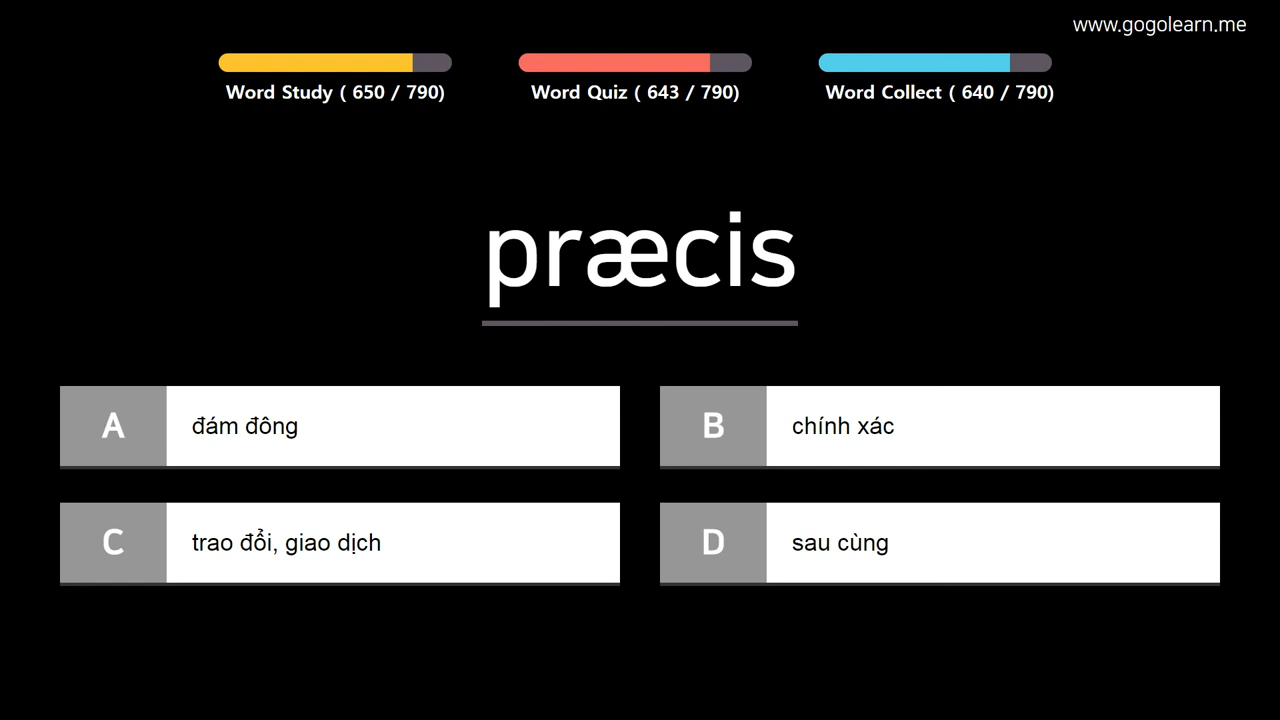 www.gogolearn.me
Word Study ( 650 / 790)
Word Quiz ( 643 / 790)
Word Collect ( 640 / 790)
præcis
A đám đông
B chính xác
C trao đổi, giao dịch
D sau cùng